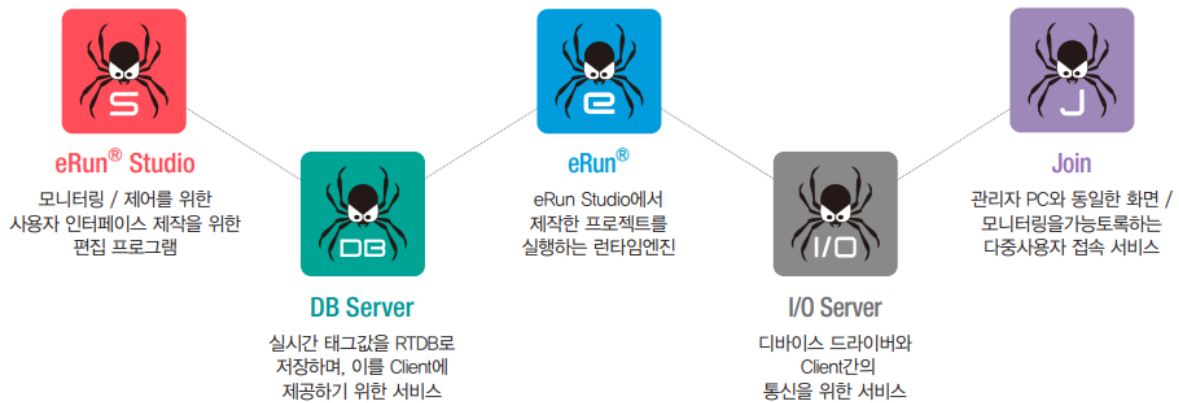 S
eRun® Studio
모니터링 / 제어를 위한
사용자 인터페이스 제작을 위한
편집 프로그램
DB
DB Server
실시간 태그값을 RTDB로
저장하며, 이를 Client에
제공하기 위한 서비스
e
eRun®
eRun Studio에서
제작한 프로젝트를
실행하는 런타임엔진
I/O
I/O Server
디바이스 드라이버와
Client간의
통신을 위한 서비스
J
Join
관리자 PC와 동일한 화면 /
모니터링을가능토록하는
다중사용자 접속 서비스